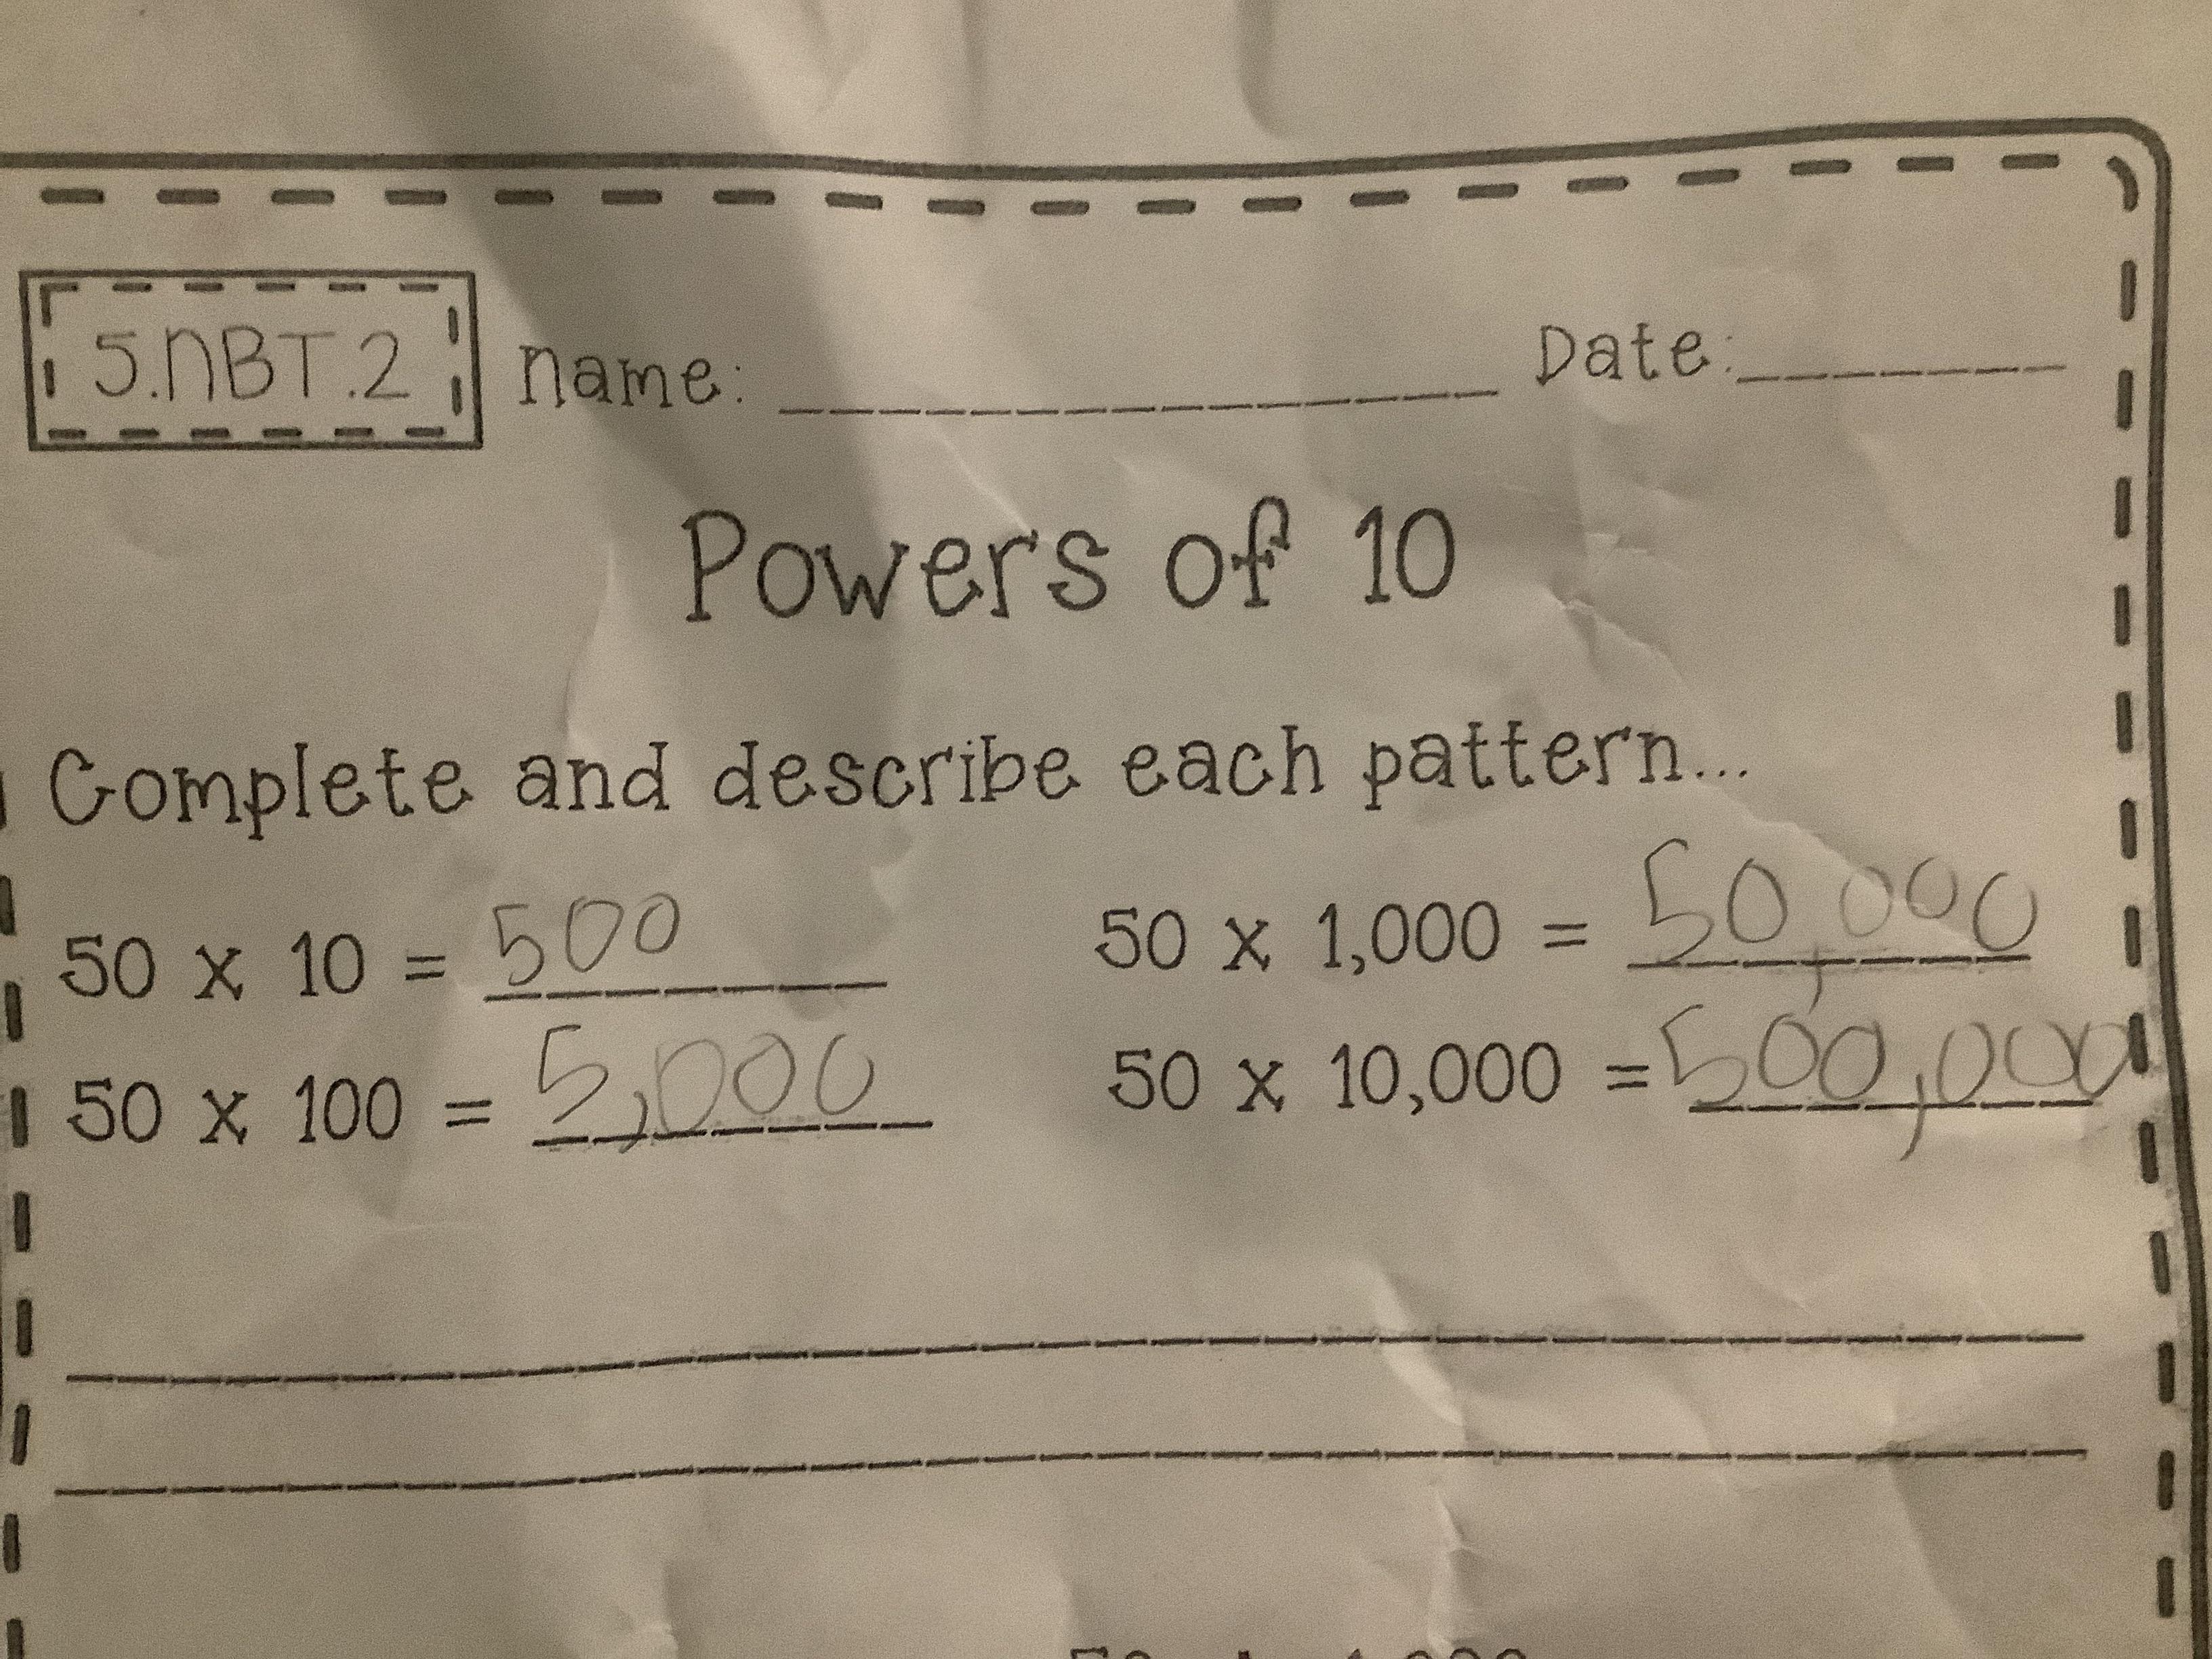 5.NBT.2 Name: Date:
Powers of 10
Complete and describe each pattern...
50 x 10 = 500 50 x 1,000 = 50,000
50 x 100 = 5,000 50 x 10,000 = 500,000